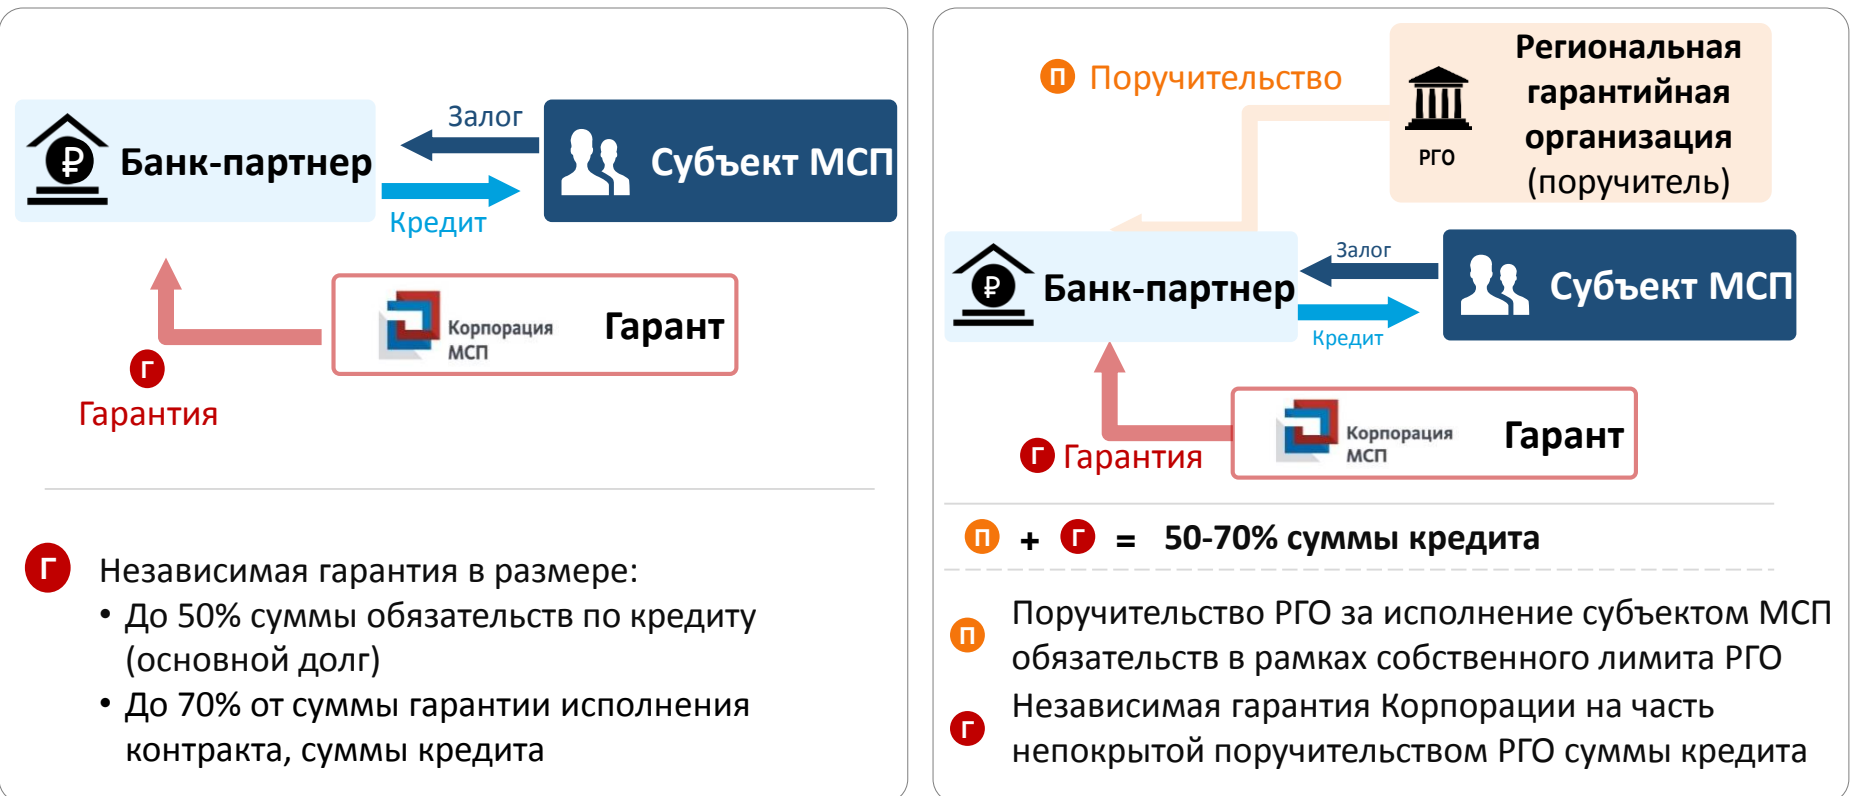 Залог
₽
Банк-партнер
Субъект МСП
Кредит
Корпорация
МСП
Гарант
Г
Гарантия
Г
Независимая гарантия в размере:
• До 50% суммы обязательств по кредиту
(основной долг)
• До 70% от суммы гарантии исполнения
контракта, суммы кредита
П Поручительство
РГО
Региональная
гарантийная
организация
(поручитель)
₽
Банк-партнер
Залог
Субъект МСП
Кредит
Корпорация
МСП
Гарант
Г Гарантия
П + Г = 50-70% суммы кредита
П
Поручительство РГО за исполнение субъектом МСП
обязательств в рамках собственного лимита РГО
Г
Независимая гарантия Корпорации на часть
непокрытой поручительством РГО суммы кредита